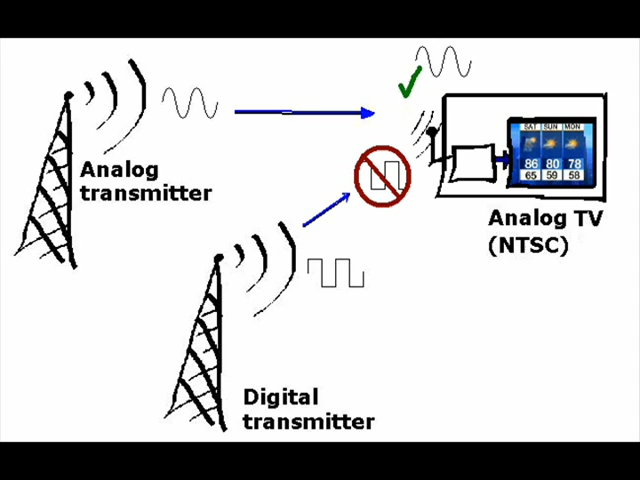 Analog
transmitter
SAT SUN MON
86 80 78
65 59 58
Analog TV
(NTSC)
Digital
transmitter